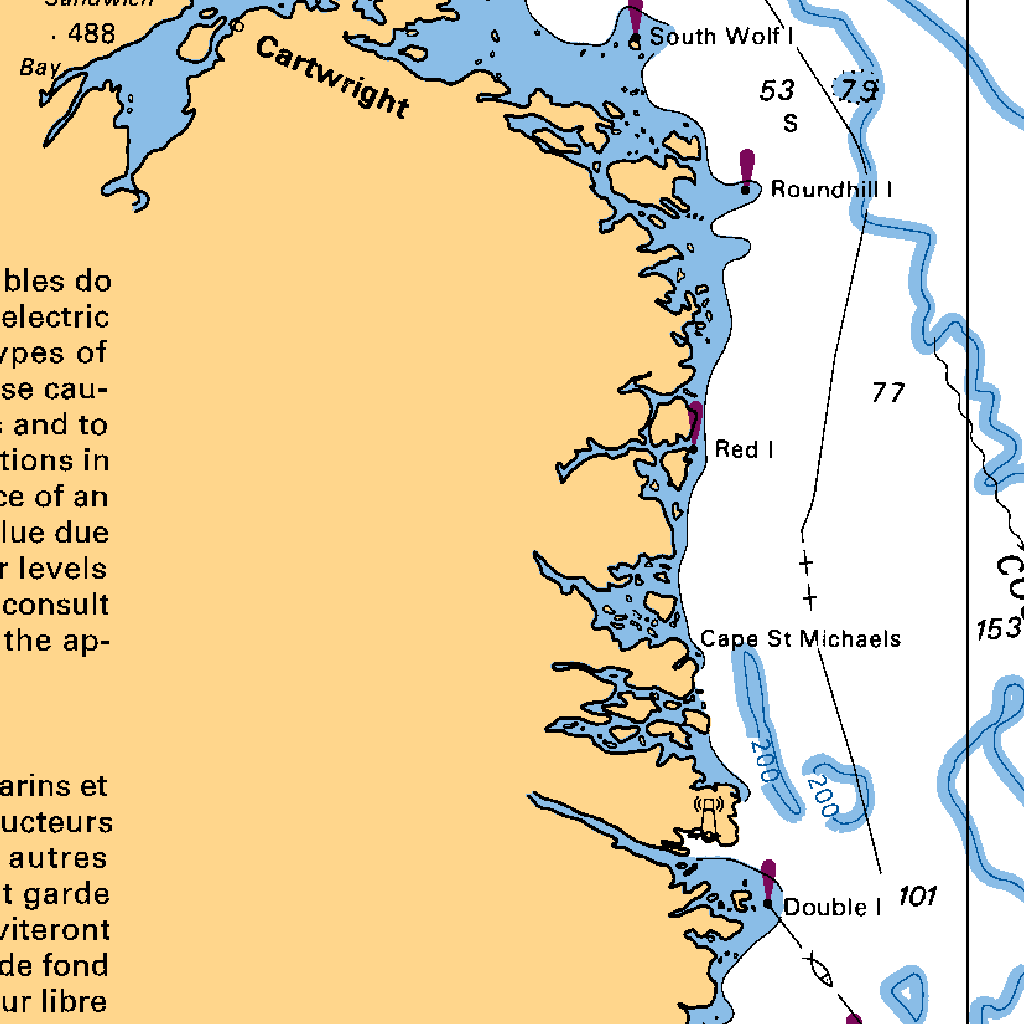 Sandwich
488
Bay
Cartwright
South Wolf I
53
79
S
Roundhill I
bles do
electric
ypes of
se cau-
77
s and to
Red I
tions in
ce of an
lue due
r levels
consult
153
the ap-
Cape St Michaels
200
200
arins et
ucteurs
autres
t garde
101
Double I
viteront
de fond
ur libre